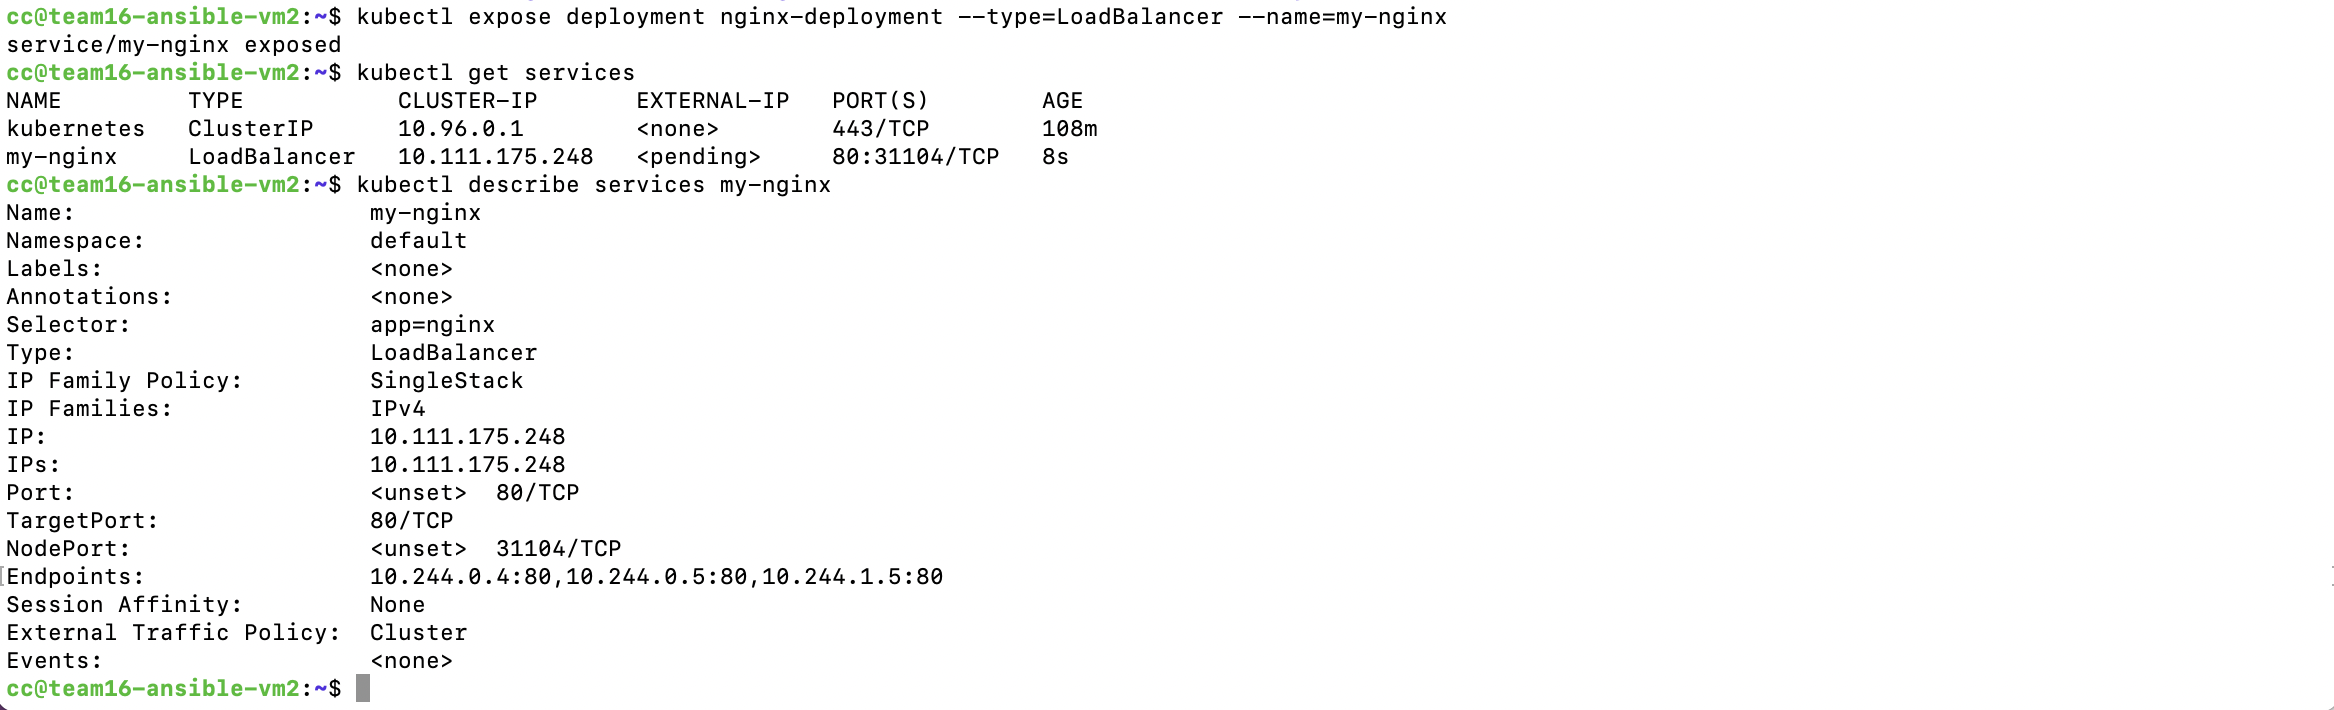 cc@team16-ansible-vm2:~$ kubectl expose deployment nginx-deployment --type=LoadBalancer --name=my-nginx
service/my-nginx exposed
cc@team16-ansible-vm2:~$ kubectl get services
NAME         TYPE           CLUSTER-IP       EXTERNAL-IP   PORT(S)        AGE
kubernetes   ClusterIP      10.96.0.1        <none>        443/TCP        108m
my-nginx     LoadBalancer   10.111.175.248   <pending>     80:31104/TCP   8s
cc@team16-ansible-vm2:~$ kubectl describe services my-nginx
Name:                     my-nginx
Namespace:                default
Labels:                   <none>
Annotations:              <none>
Selector:                 app=nginx
Type:                     LoadBalancer
IP Family Policy:         SingleStack
IP Families:              IPv4
IP:                       10.111.175.248
IPs:                      10.111.175.248
Port:                     <unset>  80/TCP
TargetPort:               80/TCP
NodePort:                 <unset>  31104/TCP
Endpoints:                10.244.0.4:80,10.244.0.5:80,10.244.1.5:80
Session Affinity:         None
External Traffic Policy:  Cluster
Events:                   <none>
cc@team16-ansible-vm2:~$